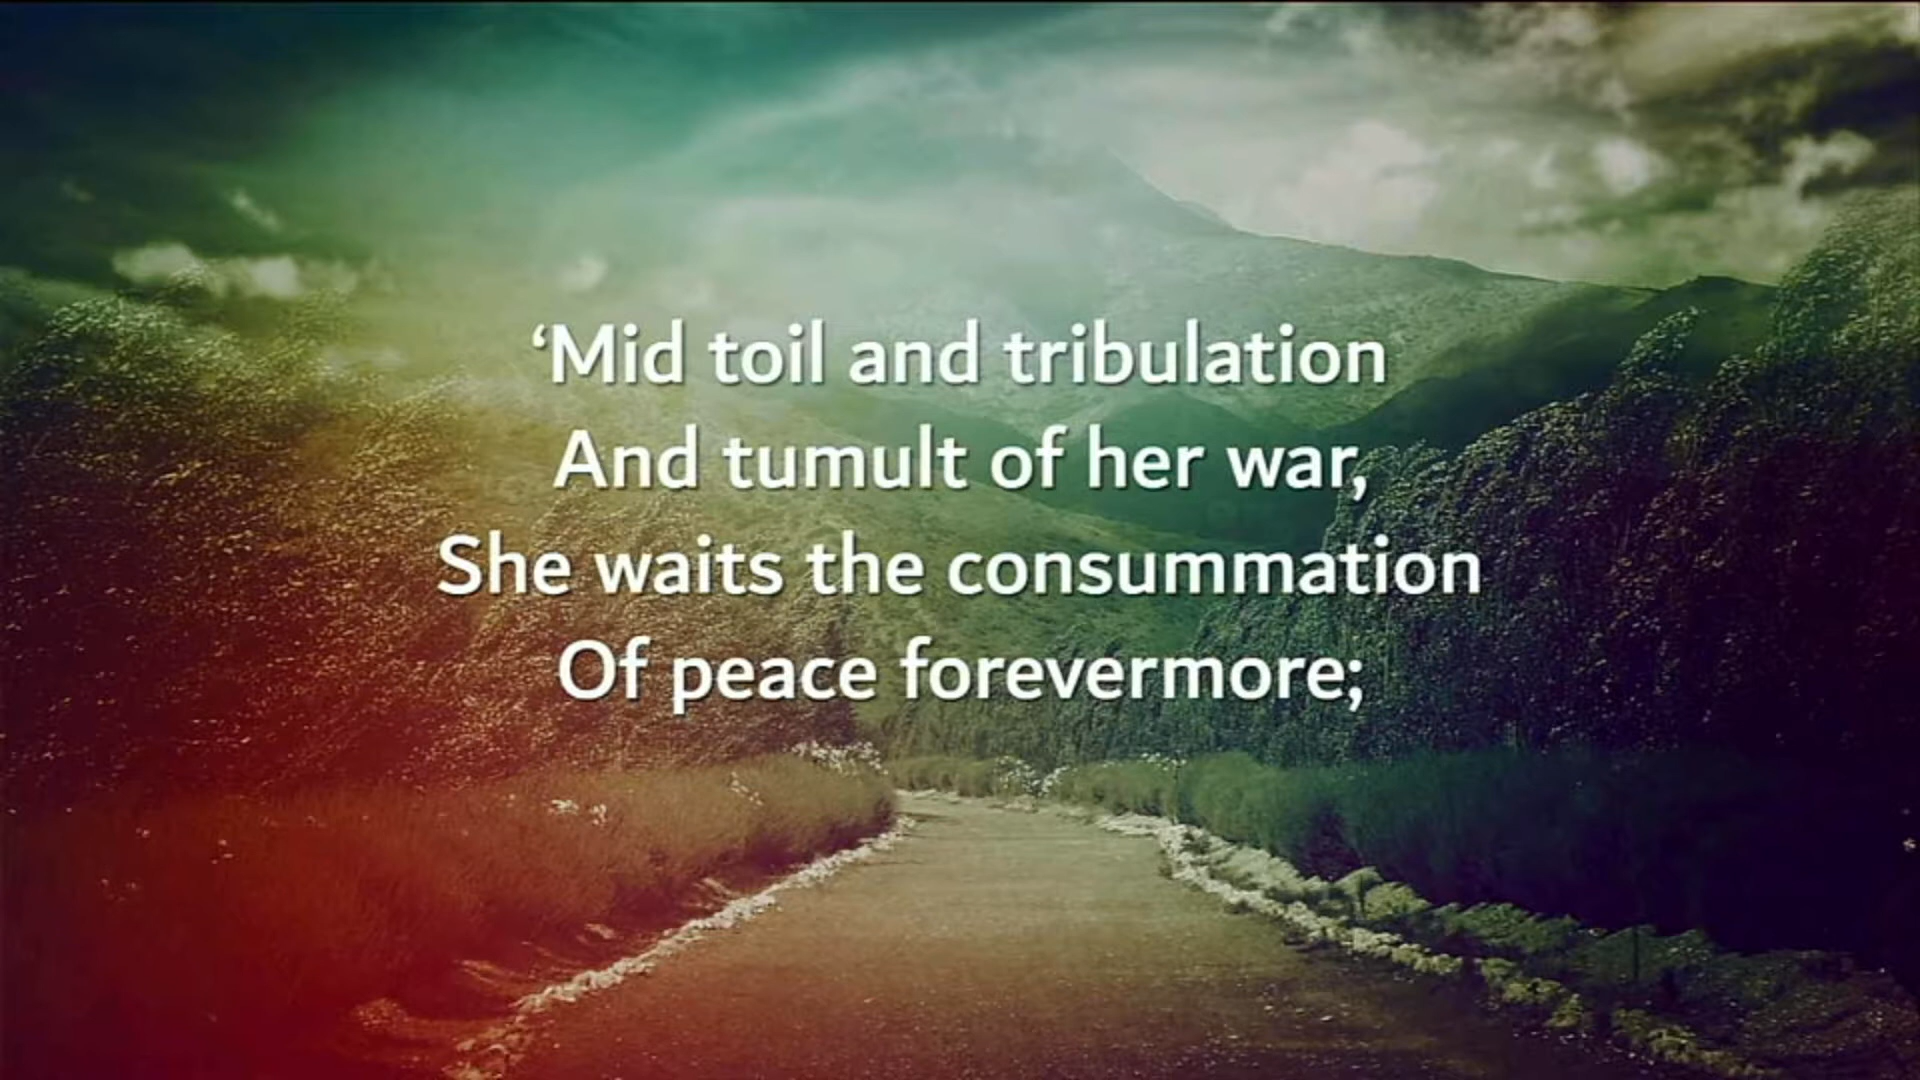 ‘Mid toil and tribulation
And tumult of her war,
She waits the consummation
Of peace forevermore;